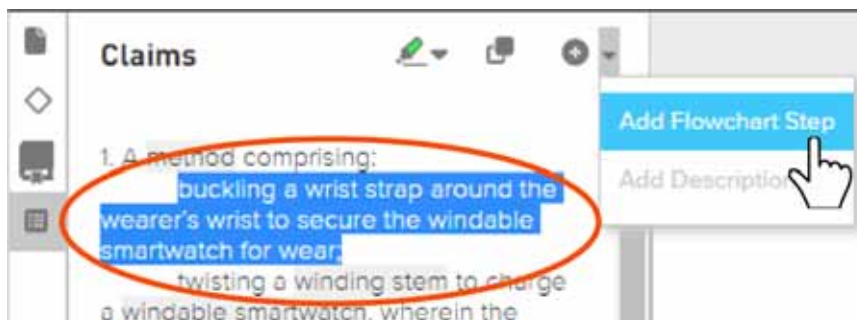 Claims
Add Flowchart Step
Add Description
1. A method comprising:
buckling a wrist strap around the
wearer's wrist to secure the windable
smartwatch for wear;
twisting a winding stem to charge
a windable smartwatch, wherein the